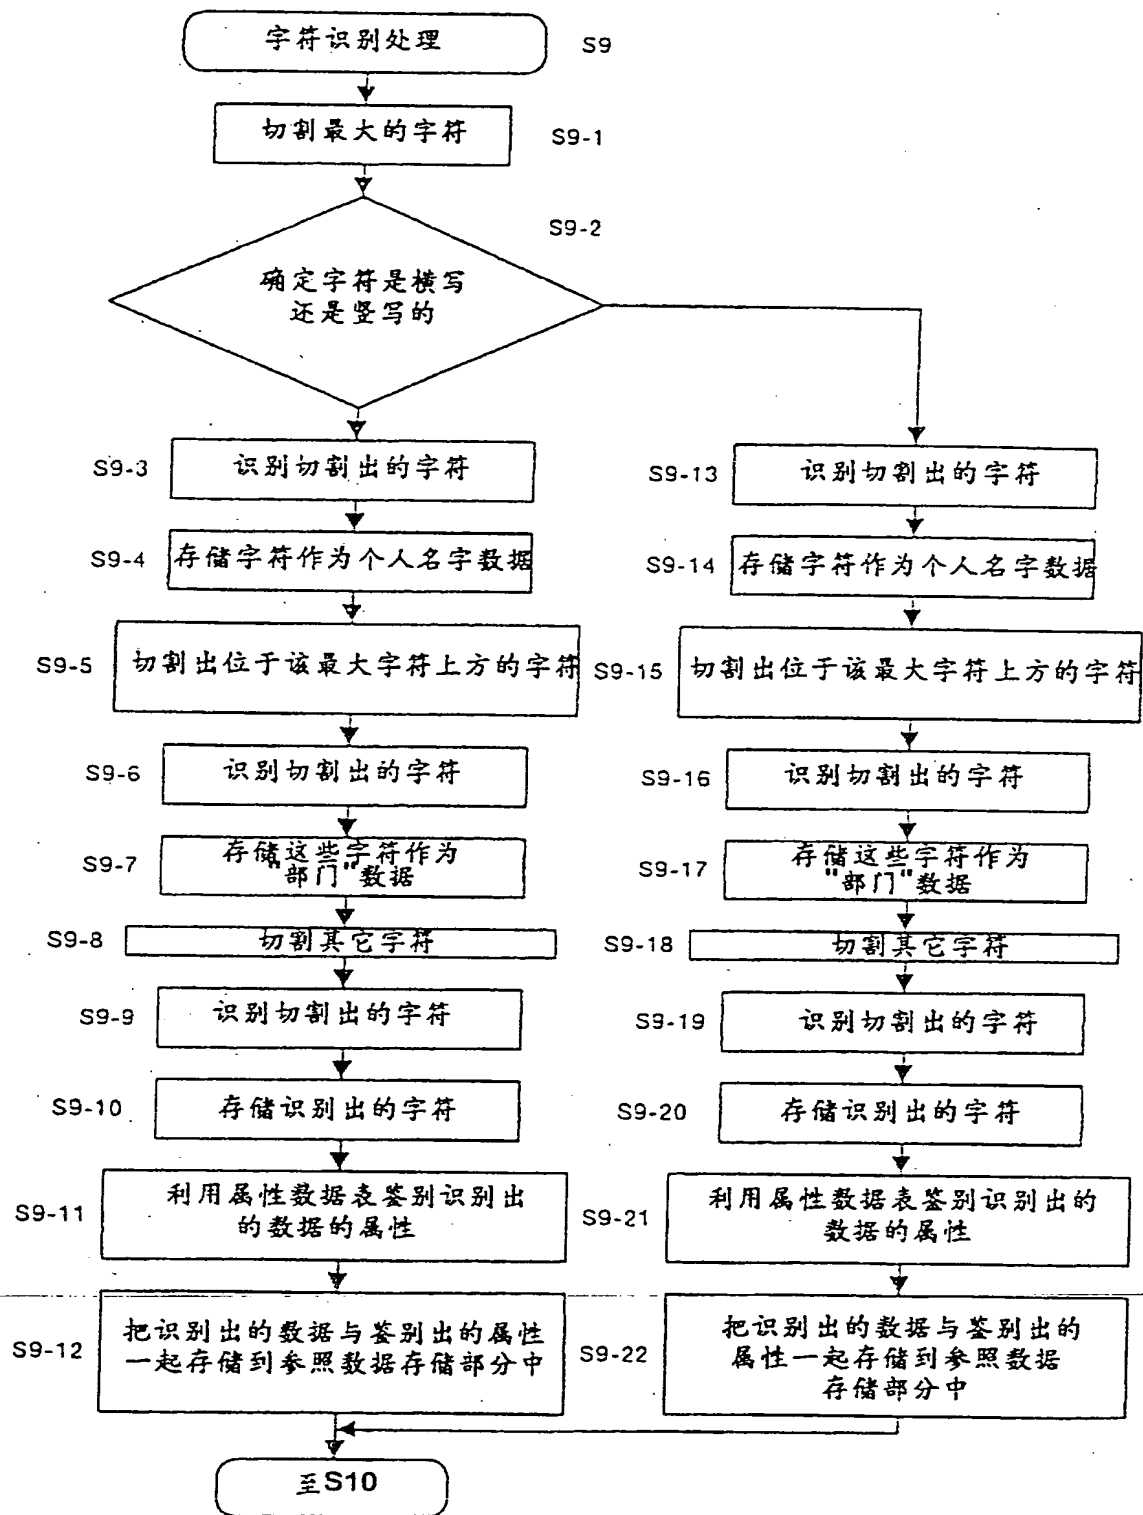 字符识别处理
S9
切割最大的字符
S9-1
S9-2
确定字符是横写
还是竖写的
S9-3
识别切割出的字符
S9-4
存储字符作为个人名字数据
S9-5
切割出位于该最大字符上方的字符
S9-6
识别切割出的字符
S9-7
存储这些字符作为
"部门"数据
S9-8
切割其它字符
S9-9
识别切割出的字符
S9-10
存储识别出的字符
S9-11
利用属性数据表鉴别识别出
的数据的属性
S9-12
把识别出的数据与鉴别出的属性
一起存储到参照数据存储部分中
S9-13
识别切割出的字符
S9-14
存储字符作为个人名字数据
S9-15
切割出位于该最大字符上方的字符
S9-16
识别切割出的字符
S9-17
存储这些字符作为
"部门"数据
S9-18
切割其它字符
S9-19
识别切割出的字符
S9-20
存储识别出的字符
S9-21
利用属性数据表鉴别识别出的
数据的属性
S9-22
把识别出的数据与鉴别出的
属性一起存储到参照数据
存储部分中
至S10